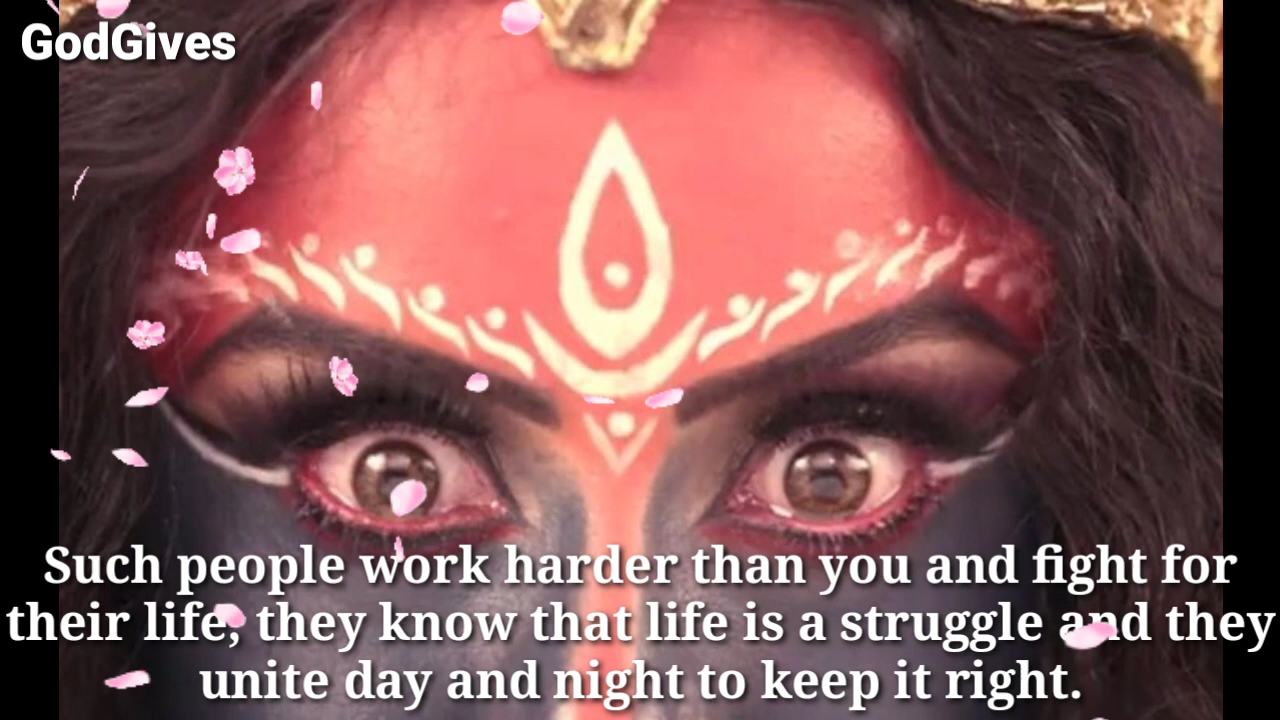 GodGives
Such people work harder than you and fight for
their life, they know that life is a struggle and they
unite day and night to keep it right.